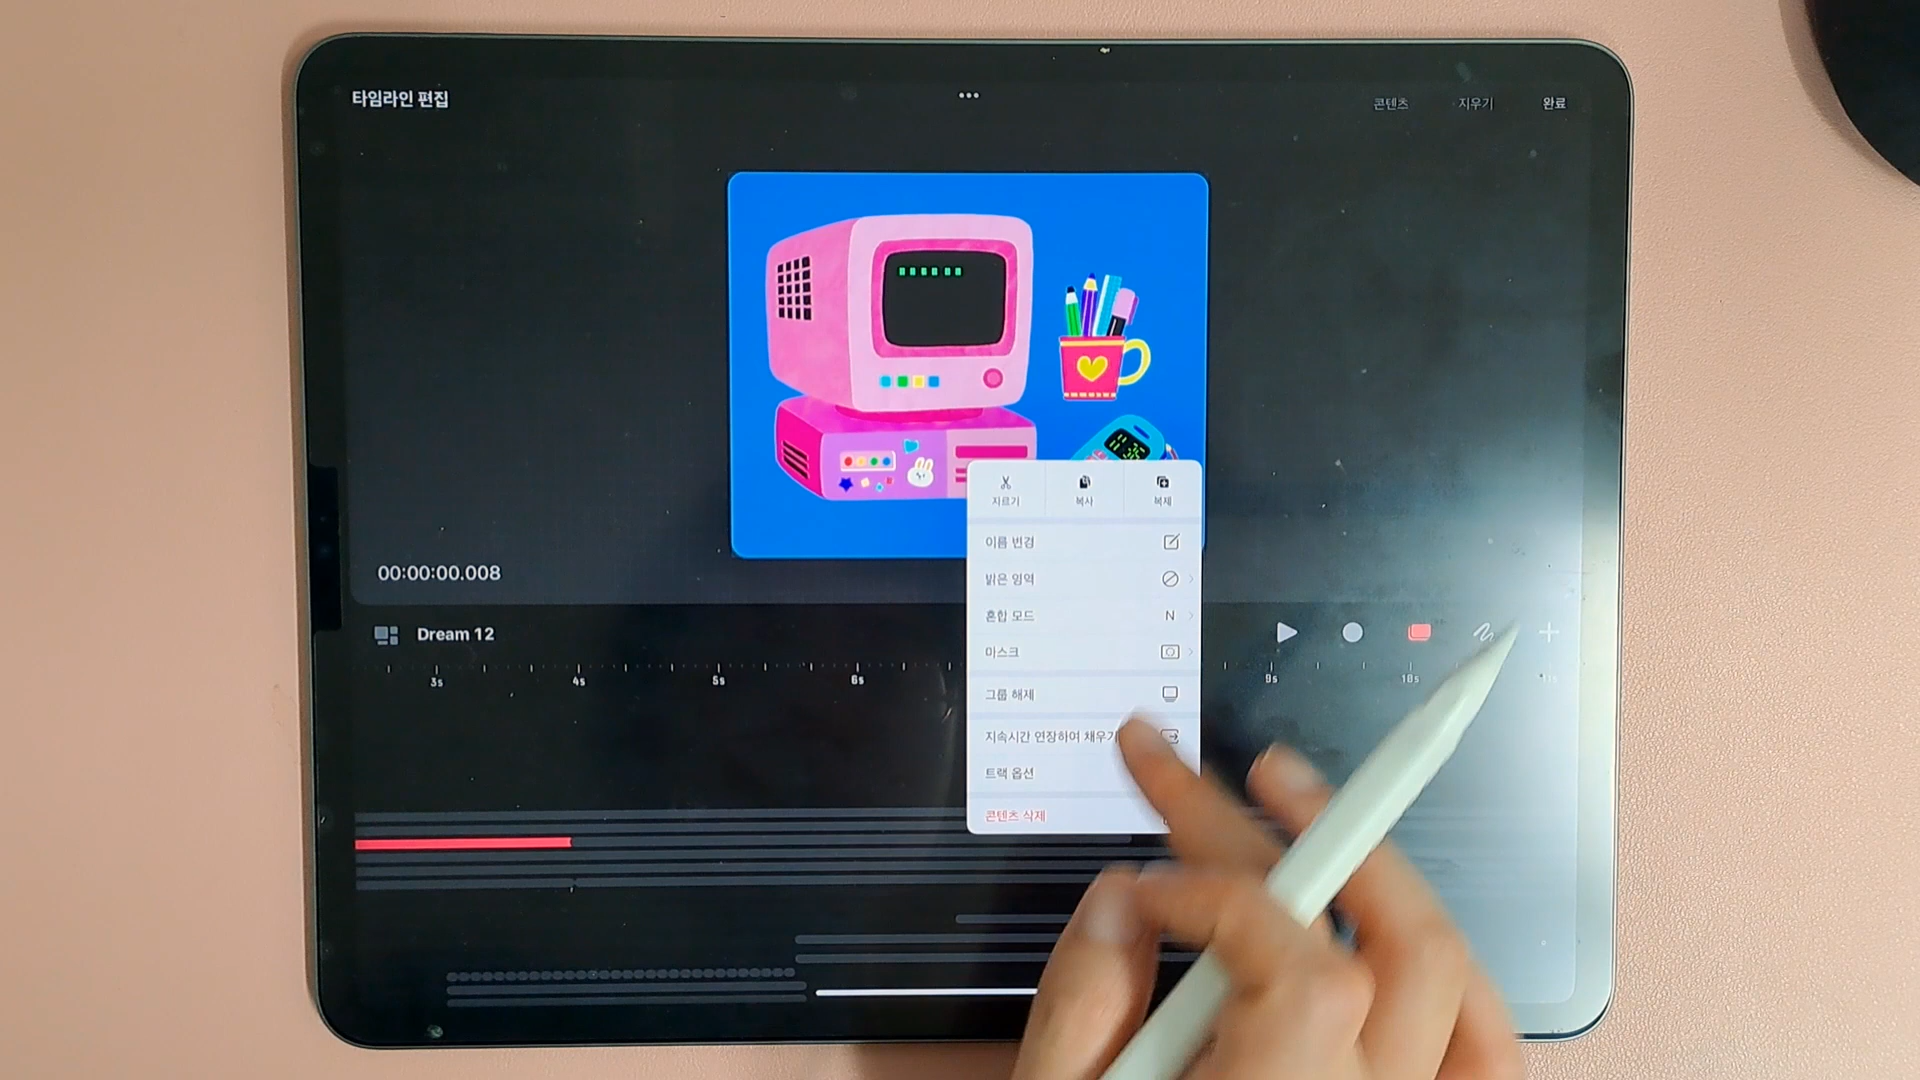 타임라인 편집
콘텐츠
지우기
완료
00:00:00.008
Dream 12
3s
4s
5s
6s
9s
10s
11s
자르기
복사
복제
이름 변경
밝은 영역
혼합 모드
N
마스크
그룹 해제
지속시간 연장하여 채우기
트랙 옵션
콘텐츠 삭제